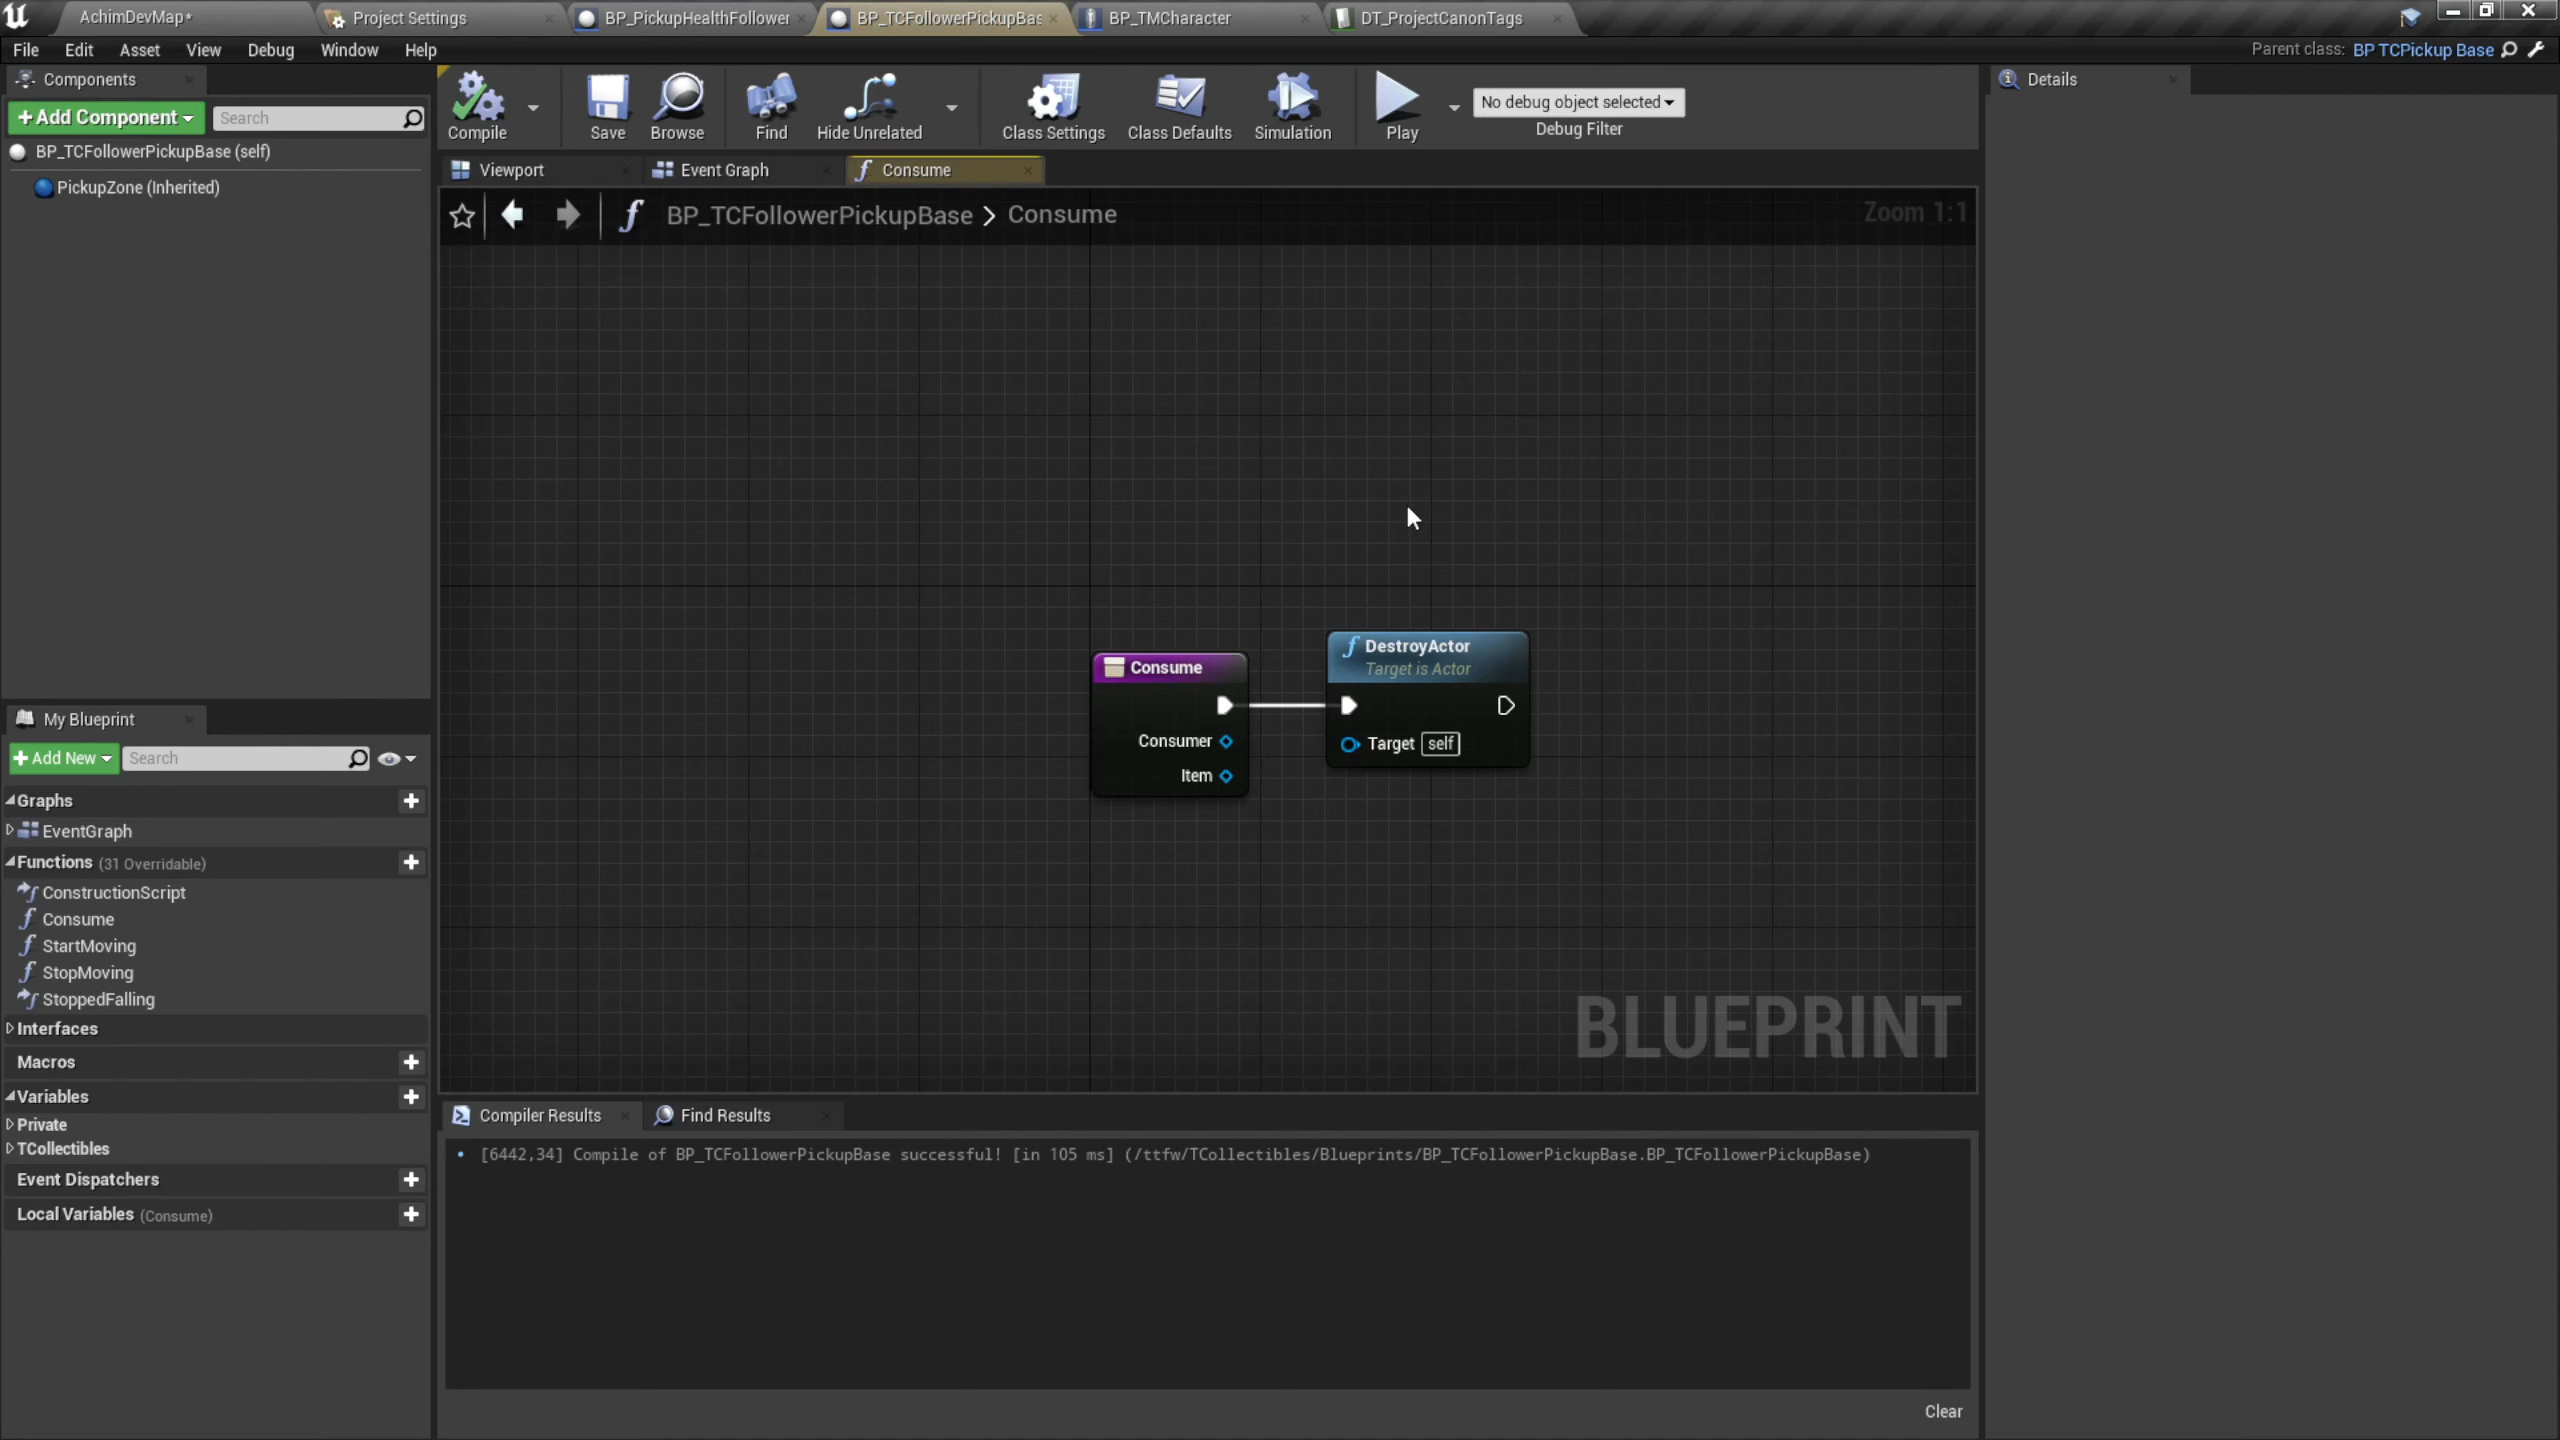 AchimDevMap*
Project Settings
BP_PickupHealthFollower
BP_TCFollowerPickupBas
BP_TMCharacter
DT_ProjectCanonTags
File Edit Asset View Debug Window Help
Parent class: BP TCPickup Base
Components
Add Component
Search
BP_TCFollowerPickupBase (self)
PickupZone (Inherited)
Compile
Save
Browse
Find
Hide Unrelated
Class Settings
Class Defaults
Simulation
Play
No debug object selected
Debug Filter
Details
Viewport
Event Graph
Consume
BP_TCFollowerPickupBase > Consume
Zoom 1:1
Consume
Consumer
Item
DestroyActor
Target is Actor
Target self
BLUEPRINT
My Blueprint
Add New
Search
Graphs
EventGraph
Functions (31 Overridable)
ConstructionScript
Consume
StartMoving
StopMoving
StoppedFalling
Interfaces
Macros
Variables
Private
TCollectibles
Event Dispatchers
Local Variables (Consume)
Compiler Results
Find Results
[6442,34] Compile of BP_TCFollowerPickupBase successful! [in 105 ms] (/ttfw/TCollectibles/Blueprints/BP_TCFollowerPickupBase.BP_TCFollowerPickupBase)
Clear